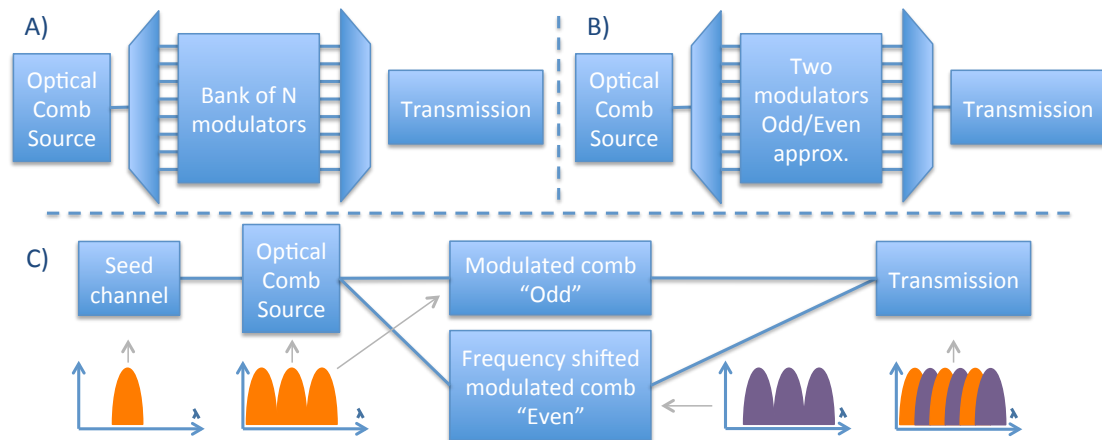 A)
Optical
Comb
Source
Bank of N
modulators
Transmission
B)
Optical
Comb
Source
Two
modulators
Odd/Even
approx.
Transmission
C)
Seed
channel
Optical
Comb
Source
Modulated comb
“Odd”
Transmission
Frequency shifted
modulated comb
“Even”
λ
λ
λ
λ